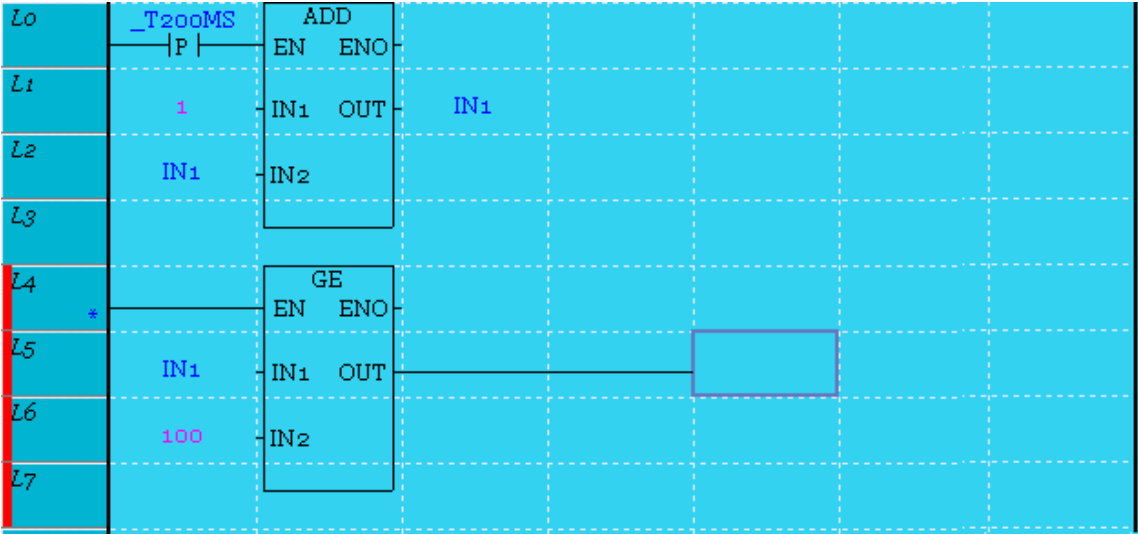 L0 _T200MS ADD
P EN ENO
L1 1 IN1 OUT IN1
L2 IN1 IN2
L3
L4 GE
* EN ENO
L5 IN1 IN1 OUT
L6 100 IN2
L7